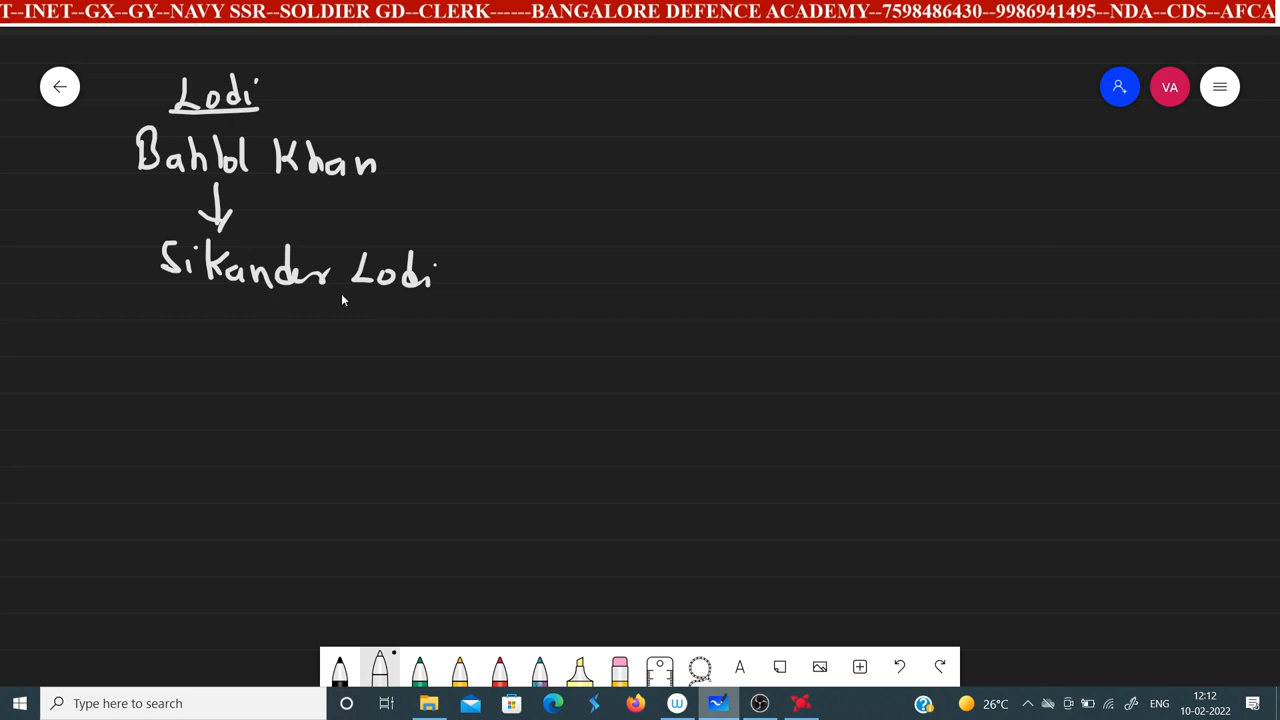 T--INET--GX--GY--NAVY SSR--SOLDIER GD--CLERK------BANGALORE DEFENCE ACADEMY--7598486430--9986941495--NDA--CDS--AFCA
VA
Lodi
Bahlol Khan
↓
Sikander Lodi
A
Type here to search
26°C
ENG
12:12
10-02-2022